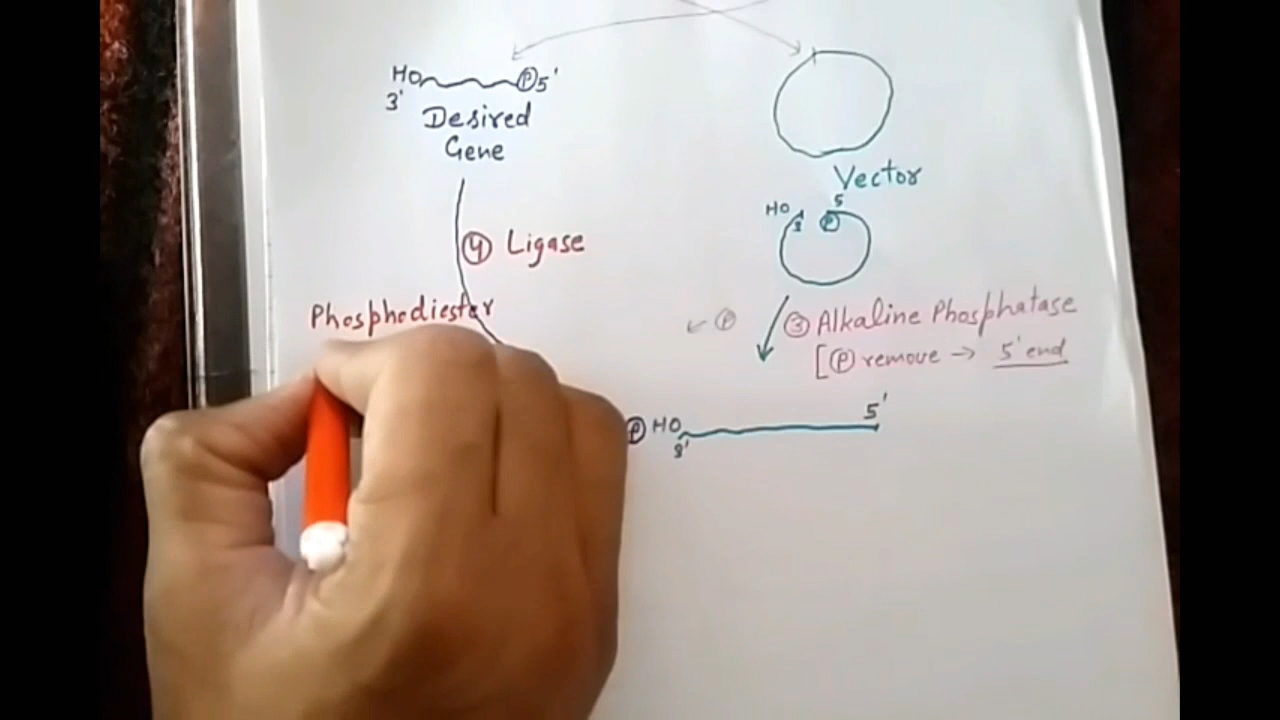 HO P 5'
3'
Desired
Gene
Vector
HO 3 5
P
4 Ligase
Phosphodiester
P
3 Alkaline Phosphatase
[P remove → 5' end
P HO 5'
3'